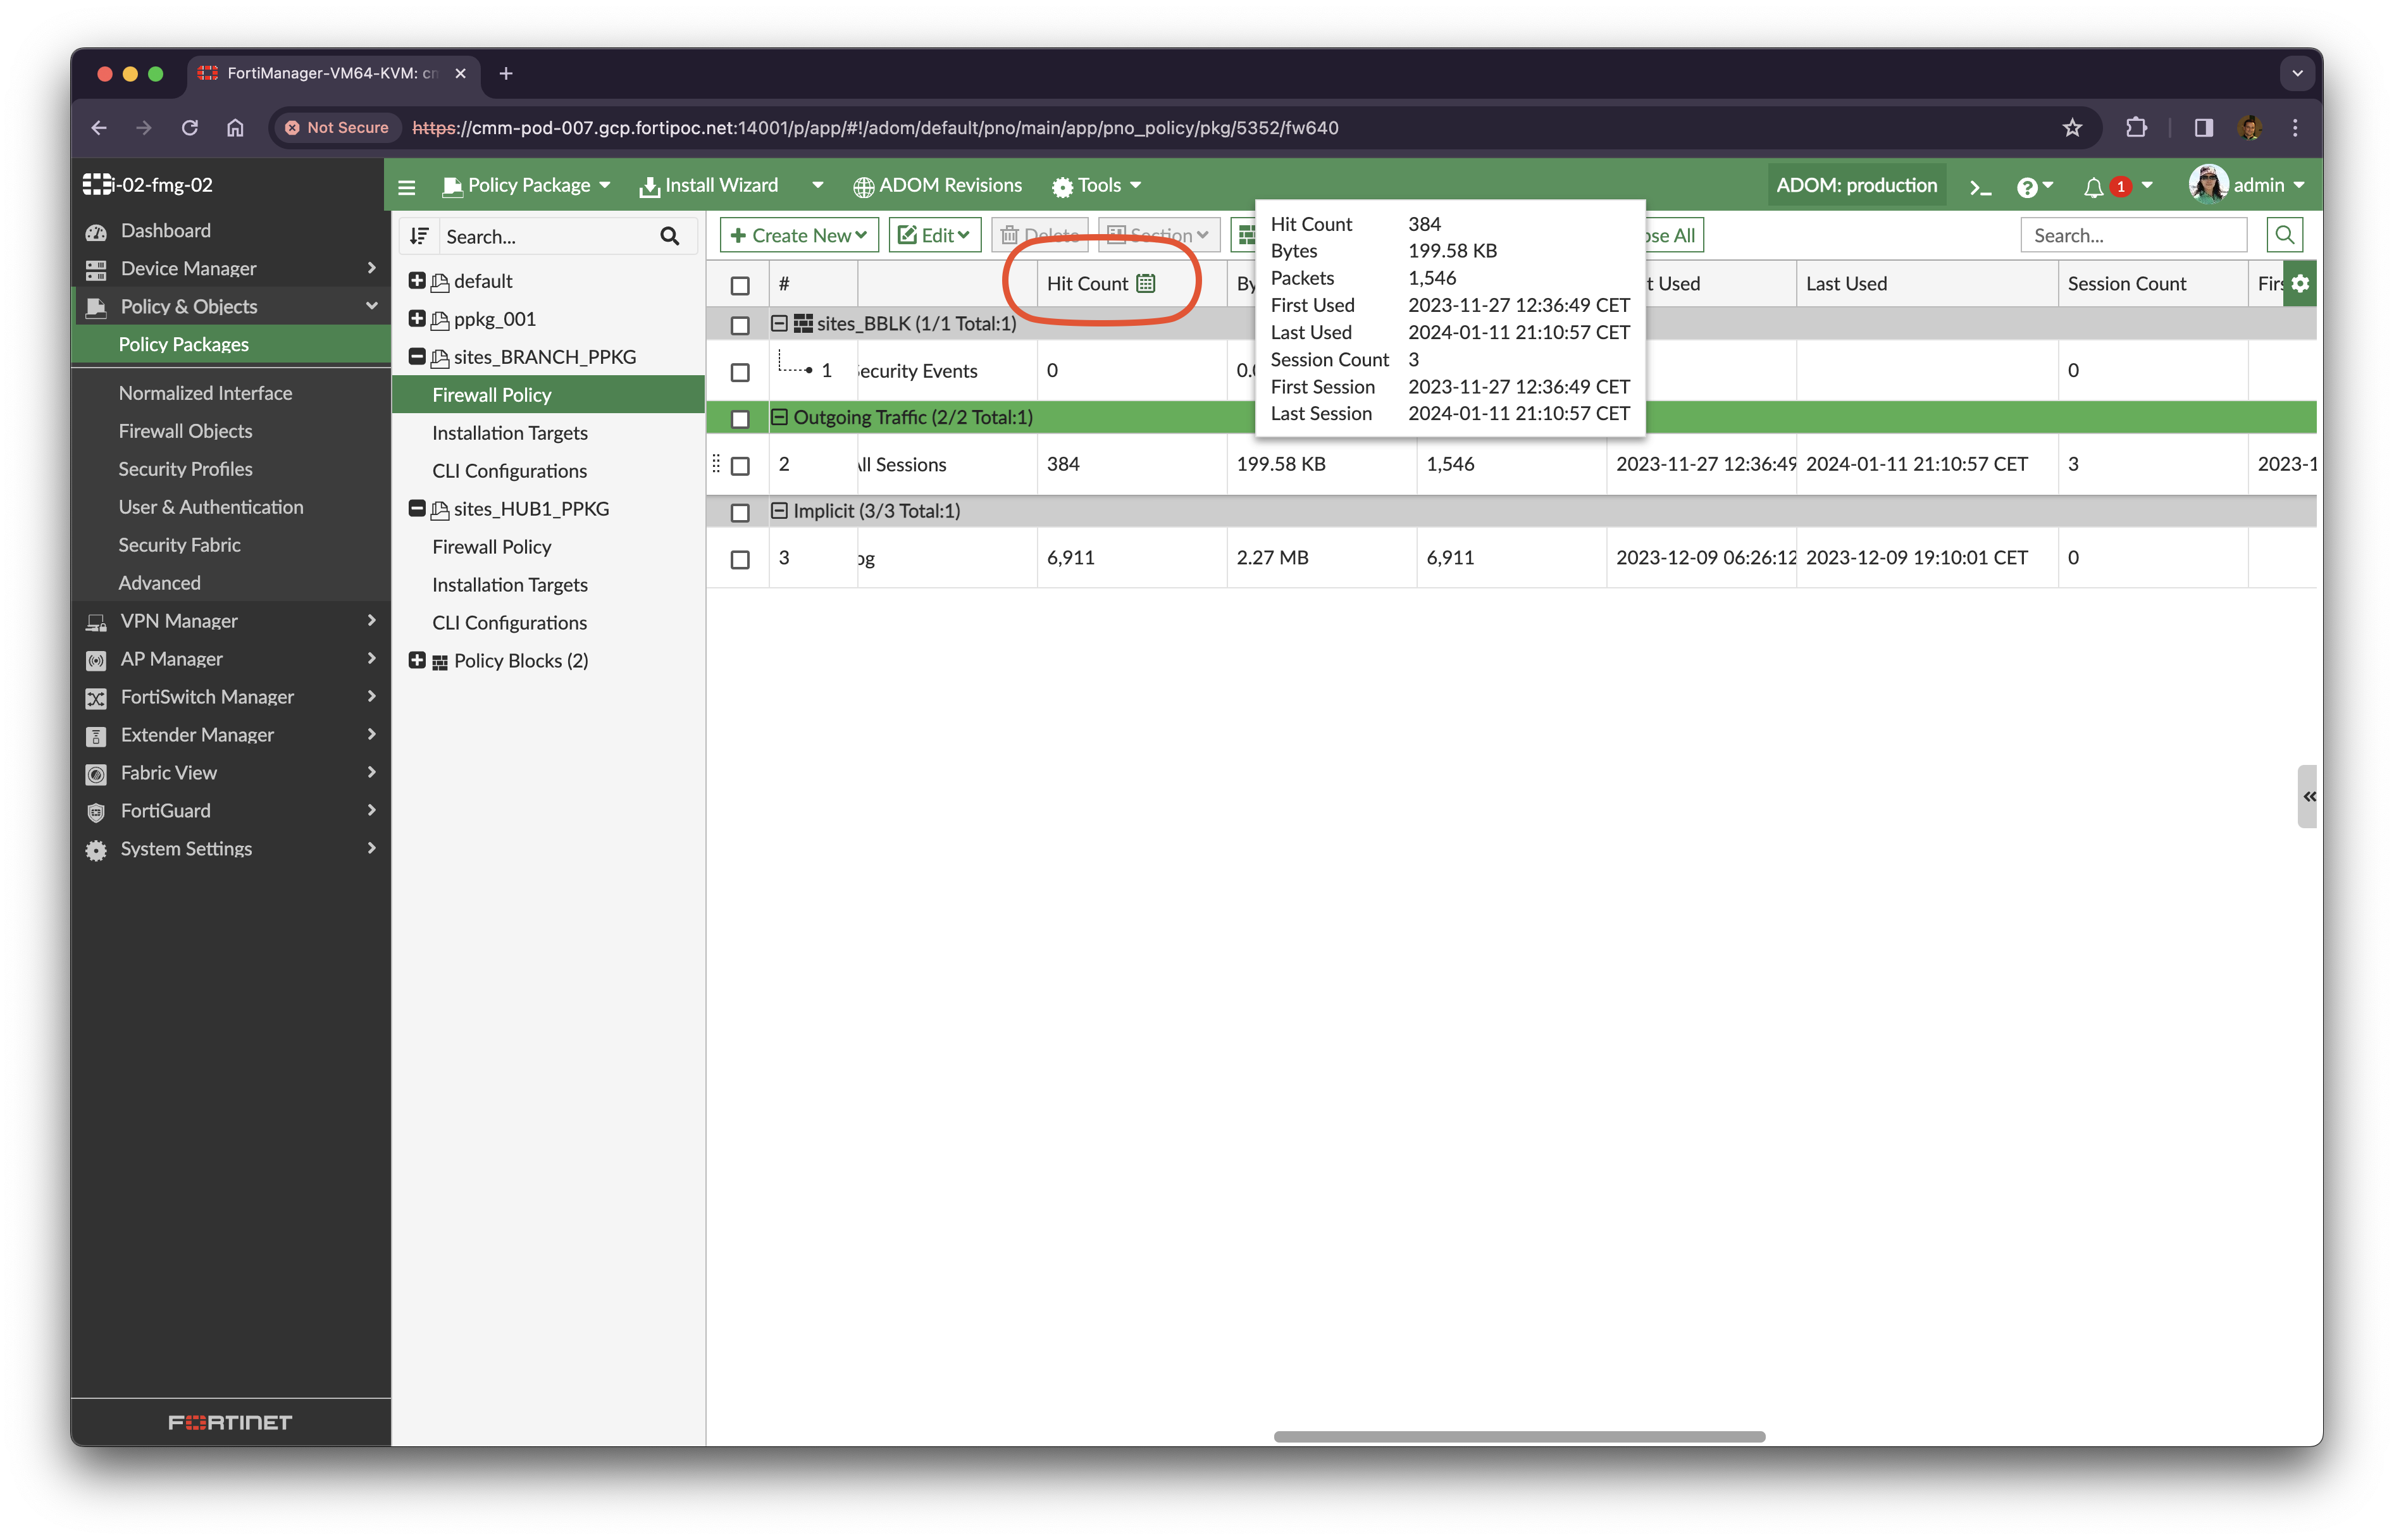 FortiManager-VM64-KVM: cm
Not Secure https://cmm-pod-007.gcp.fortipoc.net:14001/p/app/#!/adom/default/pno/main/app/pno_policy/pkg/5352/fw640
i-02-fmg-02
Policy Package
Install Wizard
ADOM Revisions
Tools
ADOM: production
1
admin
Dashboard
Device Manager
Policy & Objects
Policy Packages
Normalized Interface
Firewall Objects
Security Profiles
User & Authentication
Security Fabric
Advanced
VPN Manager
AP Manager
FortiSwitch Manager
Extender Manager
Fabric View
FortiGuard
System Settings
FORTINET
Search...
default
ppkg_001
sites_BRANCH_PPKG
Firewall Policy
Installation Targets
CLI Configurations
sites_HUB1_PPKG
Firewall Policy
Installation Targets
CLI Configurations
Policy Blocks (2)
Create New
Edit
Delete
Section
ose All
Search...
# Hit Count By t Used Last Used Session Count Firs
sites_BBLK (1/1 Total:1)
1 ecurity Events 0 0.0 0
Outgoing Traffic (2/2 Total:1)
2 ll Sessions 384 199.58 KB 1,546 2023-11-27 12:36:49 2024-01-11 21:10:57 CET 3 2023-1
Implicit (3/3 Total:1)
3 og 6,911 2.27 MB 6,911 2023-12-09 06:26:12 2023-12-09 19:10:01 CET 0
Hit Count 384
Bytes 199.58 KB
Packets 1,546
First Used 2023-11-27 12:36:49 CET
Last Used 2024-01-11 21:10:57 CET
Session Count 3
First Session 2023-11-27 12:36:49 CET
Last Session 2024-01-11 21:10:57 CET